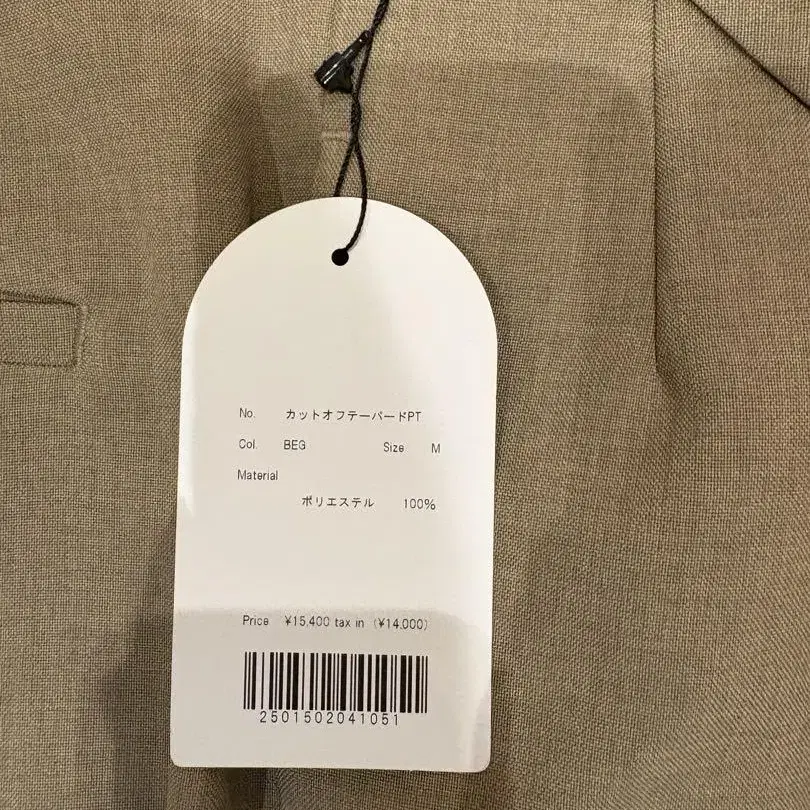 No. カットオフテーパードPT
Col. BEG Size M
Material
ポリエステル 100%
Price ¥15,400 tax in (¥14,000)
2501502041051